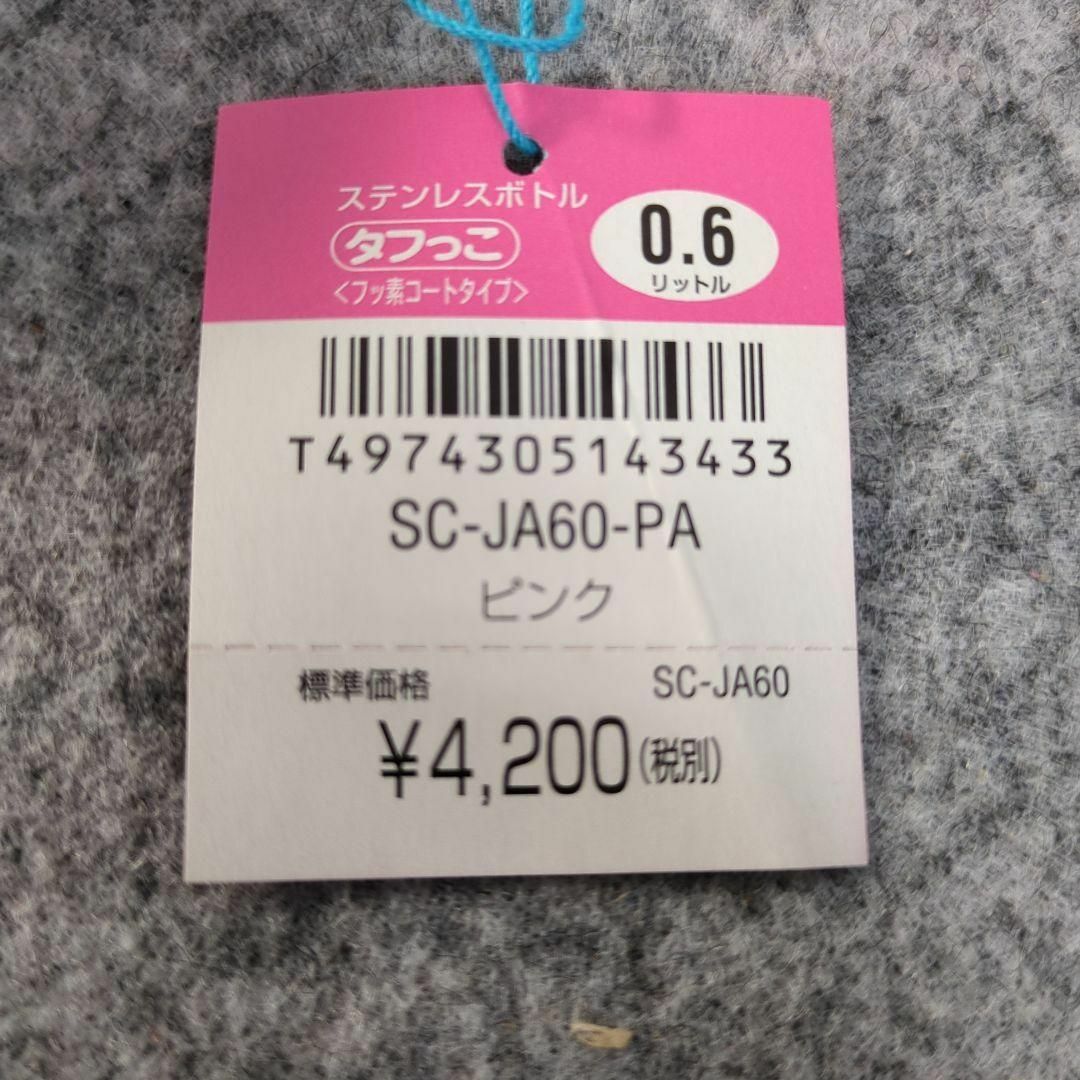 ステンレスボトル
タフっこ
<フッ素コートタイプ>
0.6
リットル
T4974305143433
SC-JA60-PA
ピンク
標準価格 SC-JA60
¥4,200(税別)